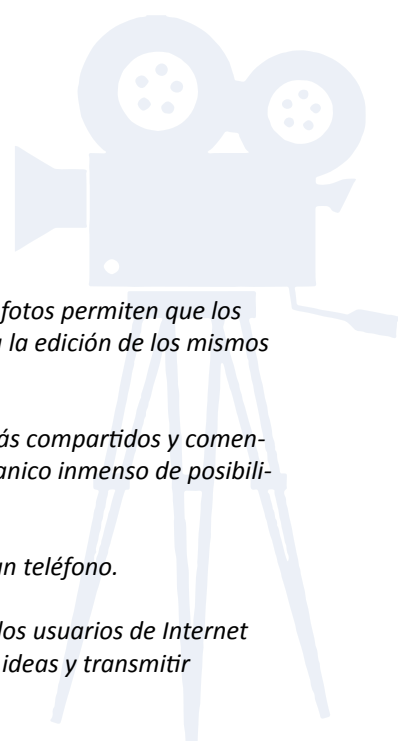 fotos permiten que los
la edición de los mismos
ás compartidos y comen-
anico inmenso de posibili-
un teléfono.
los usuarios de Internet
ideas y transmitir